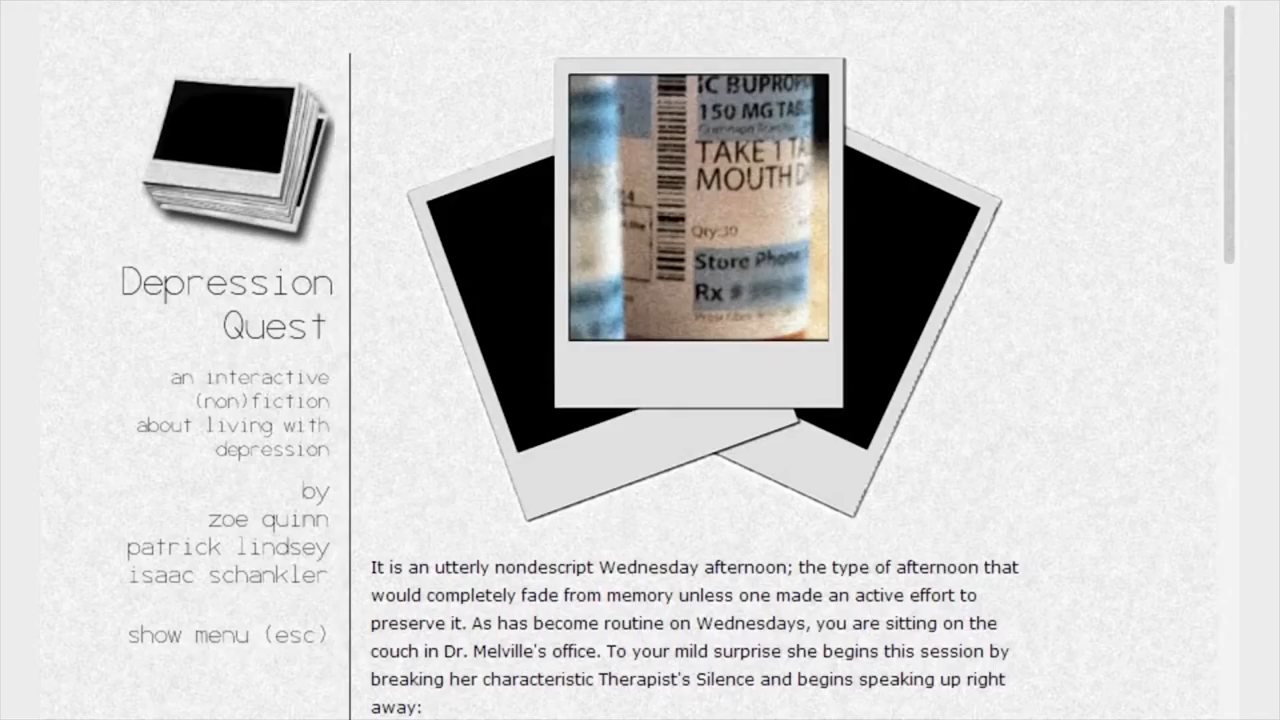 Depression
Quest
an interactive
(non)fiction
about living with
depression
by
zoe quinn
patrick lindsey
isaac schankler
show menu (esc)
150 MG
TAKE 1
MOUTH
Qty:30
Store Phone
Rx #
It is an utterly nondescript Wednesday afternoon; the type of afternoon that
would completely fade from memory unless one made an active effort to
preserve it. As has become routine on Wednesdays, you are sitting on the
couch in Dr. Melville's office. To your mild surprise she begins this session by
breaking her characteristic Therapist's Silence and begins speaking up right
away: